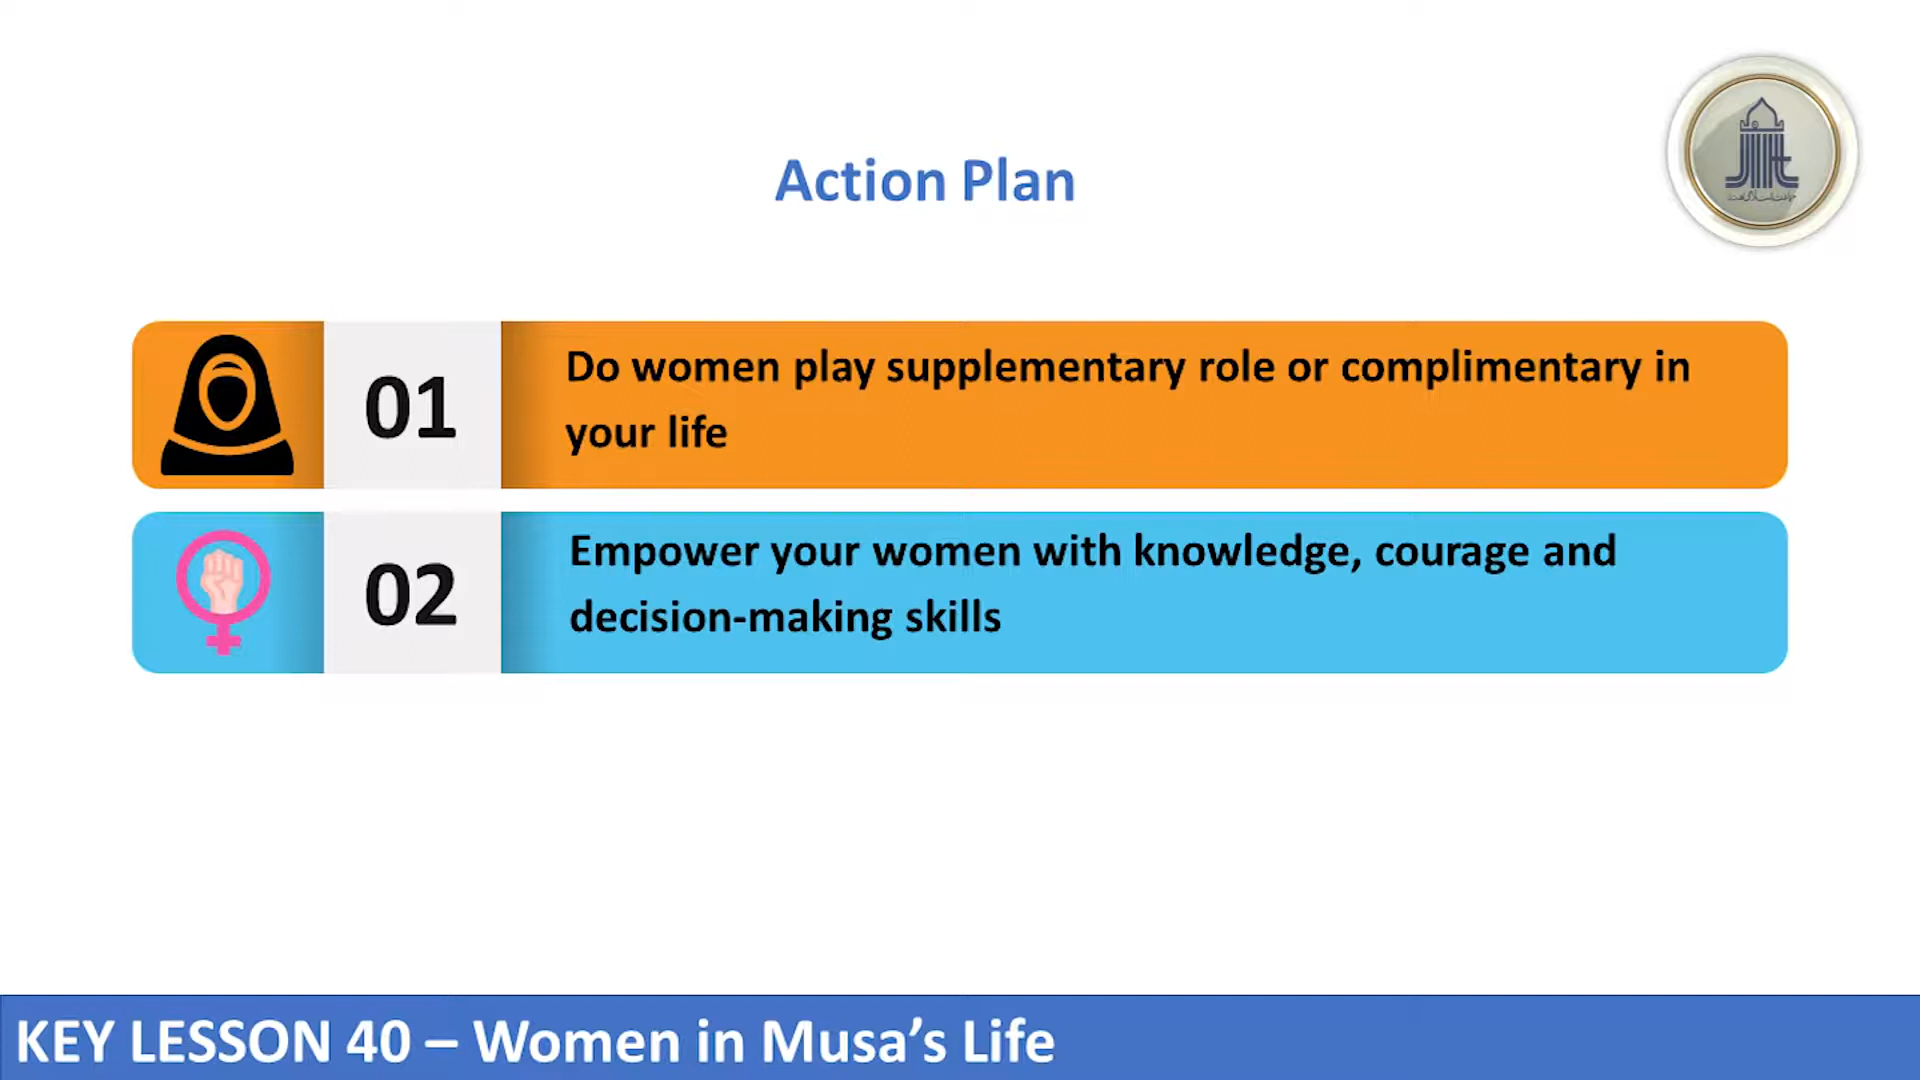 Action Plan
01
Do women play supplementary role or complimentary in
your life
02
Empower your women with knowledge, courage and
decision-making skills
KEY LESSON 40 – Women in Musa’s Life